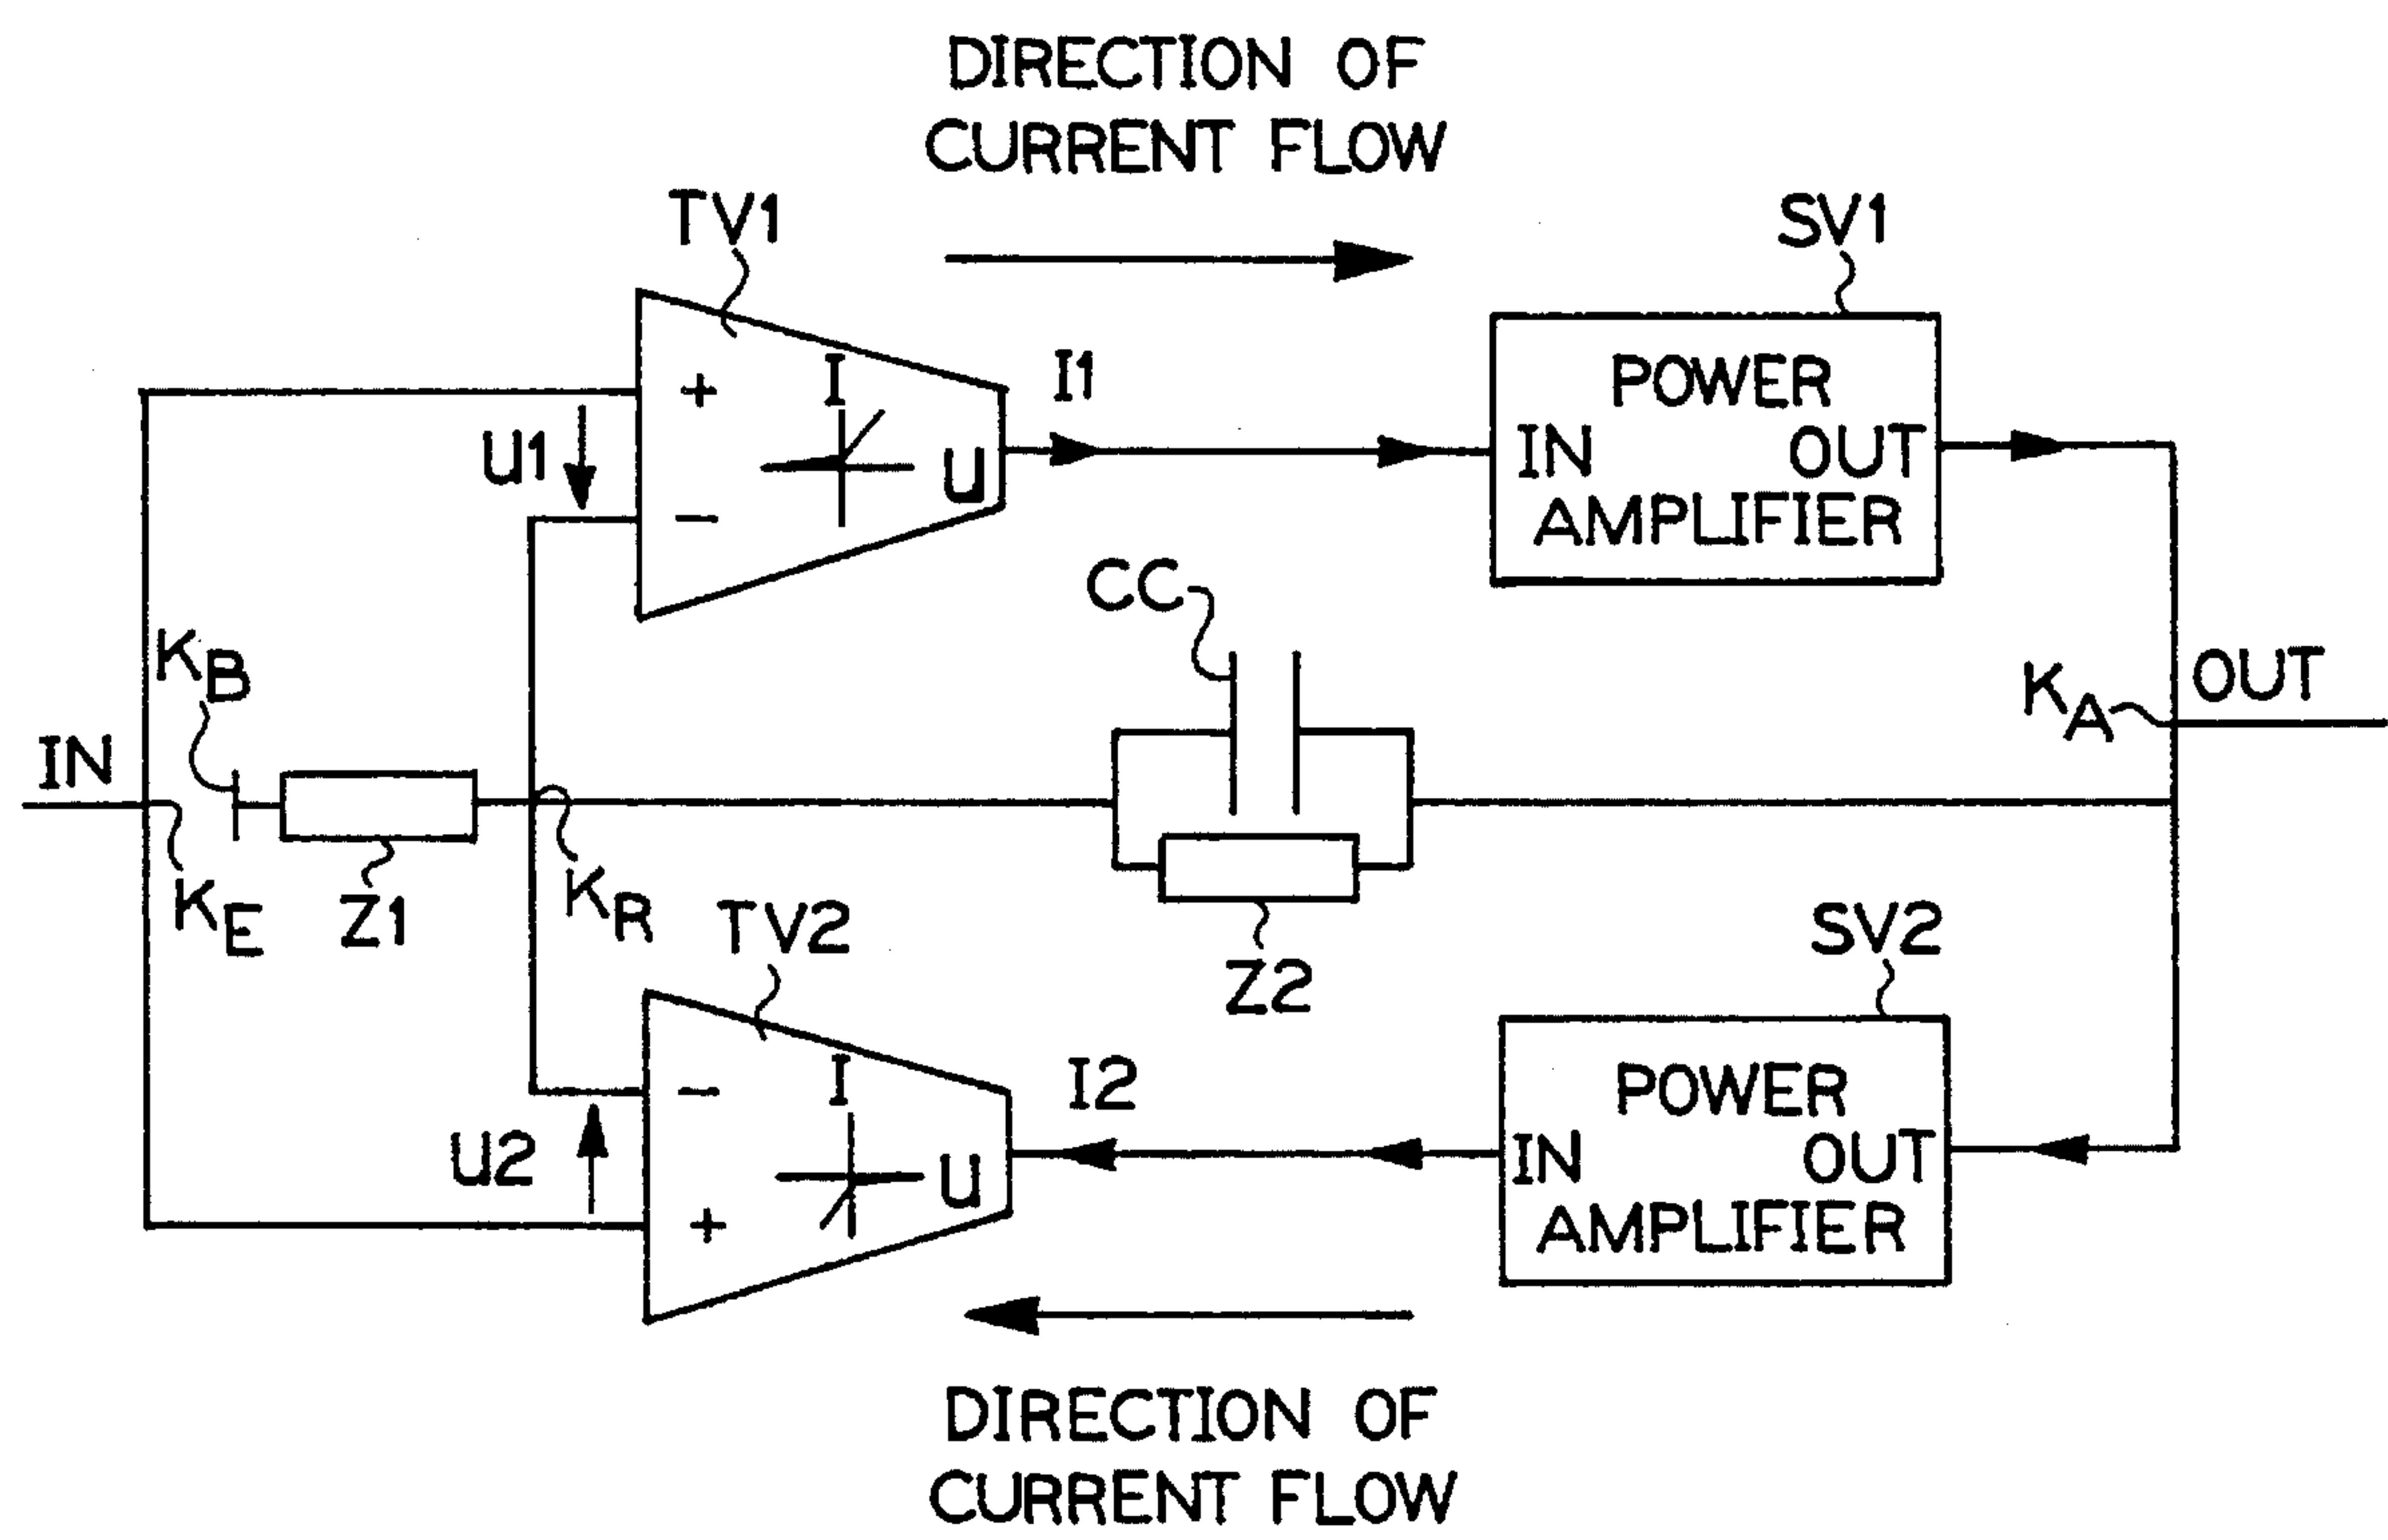 DIRECTION OF
CURRENT FLOW
TV1
SV1
+
I
I1
POWER
U1
U
IN OUT
−
AMPLIFIER
CC
KB
KA
OUT
IN
KE
Z1
KR
TV2
Z2
SV2
I
I2
−
POWER
U2
U
IN OUT
+
AMPLIFIER
DIRECTION OF
CURRENT FLOW